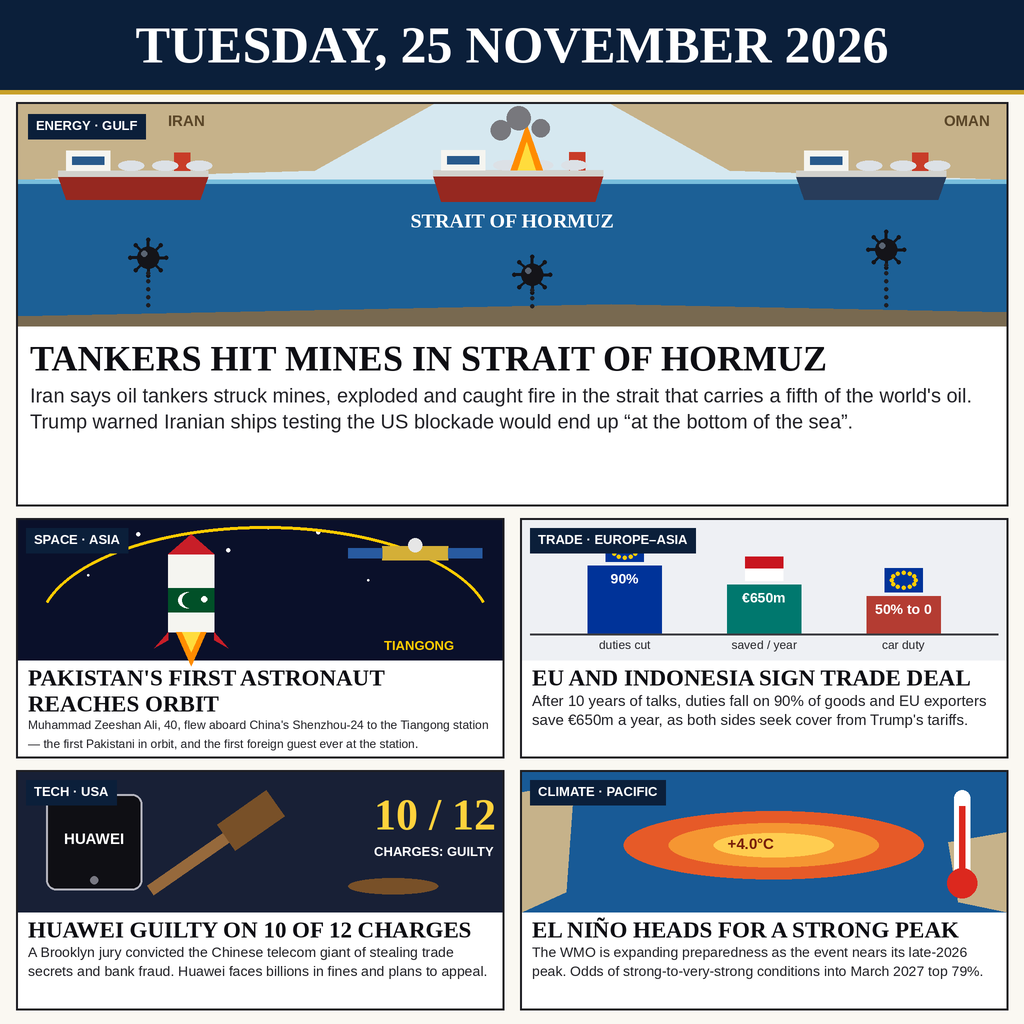 TUESDAY, 25 NOVEMBER 2026
ENERGY · GULF
IRAN
OMAN
STRAIT OF HORMUZ
TANKERS HIT MINES IN STRAIT OF HORMUZ
Iran says oil tankers struck mines, exploded and caught fire in the strait that carries a fifth of the world's oil.
Trump warned Iranian ships testing the US blockade would end up “at the bottom of the sea”.
SPACE · ASIA
TIANGONG
PAKISTAN'S FIRST ASTRONAUT
REACHES ORBIT
Muhammad Zeeshan Ali, 40, flew aboard China's Shenzhou-24 to the Tiangong station
— the first Pakistani in orbit, and the first foreign guest ever at the station.
TRADE · EUROPE–ASIA
90%
€650m
50% to 0
duties cut
saved / year
car duty
EU AND INDONESIA SIGN TRADE DEAL
After 10 years of talks, duties fall on 90% of goods and EU exporters
save €650m a year, as both sides seek cover from Trump's tariffs.
TECH · USA
HUAWEI
10 / 12
CHARGES: GUILTY
HUAWEI GUILTY ON 10 OF 12 CHARGES
A Brooklyn jury convicted the Chinese telecom giant of stealing trade
secrets and bank fraud. Huawei faces billions in fines and plans to appeal.
CLIMATE · PACIFIC
+4.0°C
EL NIÑO HEADS FOR A STRONG PEAK
The WMO is expanding preparedness as the event nears its late-2026
peak. Odds of strong-to-very-strong conditions into March 2027 top 79%.